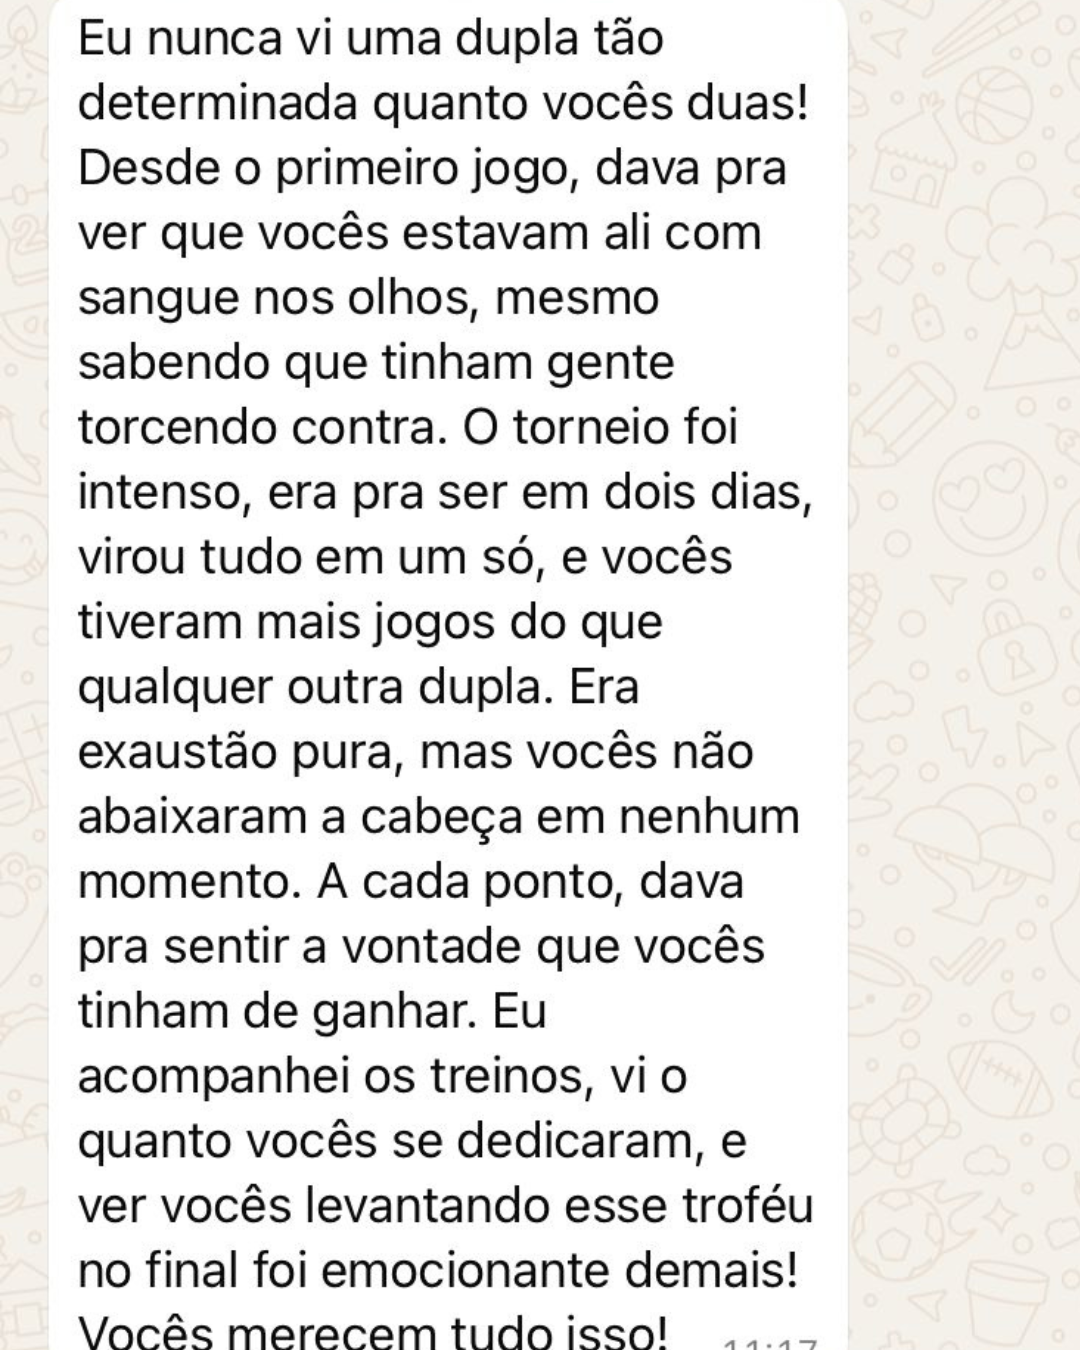 Eu nunca vi uma dupla tão
determinada quanto vocês duas!
Desde o primeiro jogo, dava pra
ver que vocês estavam ali com
sangue nos olhos, mesmo
sabendo que tinham gente
torcendo contra. O torneio foi
intenso, era pra ser em dois dias,
virou tudo em um só, e vocês
tiveram mais jogos do que
qualquer outra dupla. Era
exaustão pura, mas vocês não
abaixaram a cabeça em nenhum
momento. A cada ponto, dava
pra sentir a vontade que vocês
tinham de ganhar. Eu
acompanhei os treinos, vi o
quanto vocês se dedicaram, e
ver vocês levantando esse troféu
no final foi emocionante demais!
Vocês merecem tudo isso! 11:17